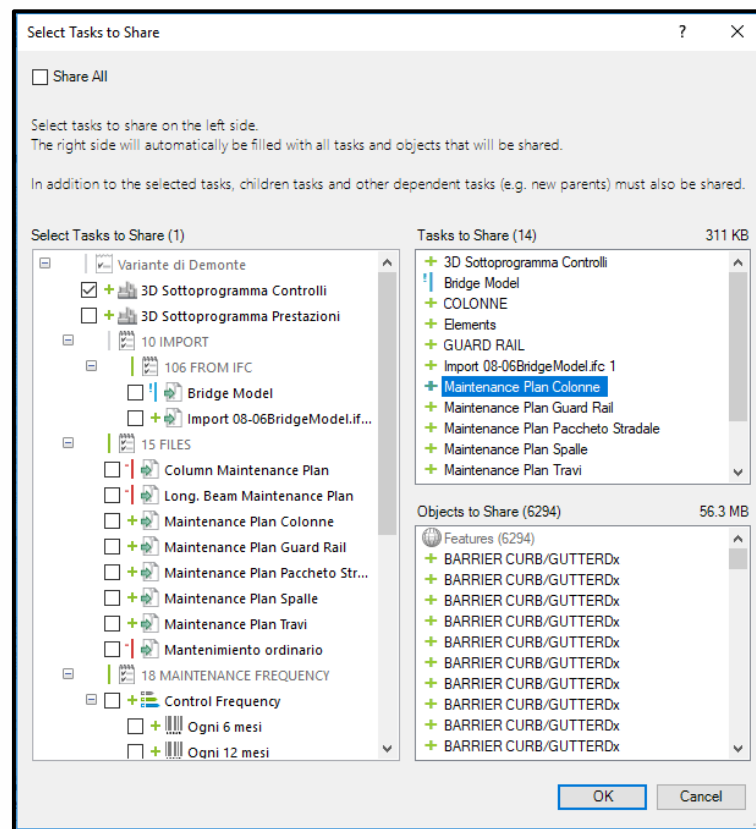 Select Tasks to Share
Share All
Select tasks to share on the left side.
The right side will automatically be filled with all tasks and objects that will be shared.
In addition to the selected tasks, children tasks and other dependent tasks (e.g. new parents) must also be shared.
Select Tasks to Share (1)
Variante di Demonte
3D Sottoprogramma Controlli
3D Sottoprogramma Prestazioni
10 IMPORT
106 FROM IFC
Bridge Model
Import 08-06BridgeModel.if...
15 FILES
Column Maintenance Plan
Long. Beam Maintenance Plan
Maintenance Plan Colonne
Maintenance Plan Guard Rail
Maintenance Plan Paccheto Str...
Maintenance Plan Spalle
Maintenance Plan Travi
Mantenimiento ordinario
18 MAINTENANCE FREQUENCY
Control Frequency
Ogni 6 mesi
Ogni 12 mesi
Tasks to Share (14) 311 KB
3D Sottoprogramma Controlli
Bridge Model
COLONNE
Elements
GUARD RAIL
Import 08-06BridgeModel.ifc 1
Maintenance Plan Colonne
Maintenance Plan Guard Rail
Maintenance Plan Paccheto Stradale
Maintenance Plan Spalle
Maintenance Plan Travi
Objects to Share (6294) 56.3 MB
Features (6294)
BARRIER CURB/GUTTERDx
BARRIER CURB/GUTTERDx
BARRIER CURB/GUTTERDx
BARRIER CURB/GUTTERDx
BARRIER CURB/GUTTERDx
BARRIER CURB/GUTTERDx
BARRIER CURB/GUTTERDx
BARRIER CURB/GUTTERDx
BARRIER CURB/GUTTERDx
BARRIER CURB/GUTTERDx
OK Cancel